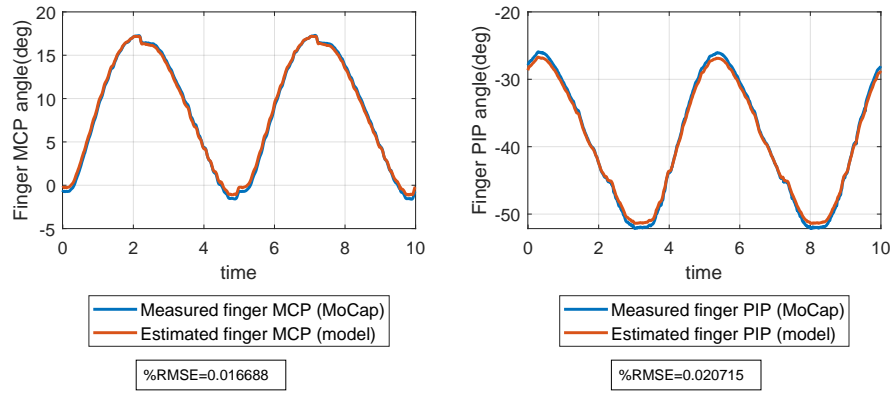 20
15
10
5
0
-5
Finger MCP angle(deg)
0 2 4 6 8 10
time
Measured finger MCP (MoCap)
Estimated finger MCP (model)
%RMSE=0.016688
-20
-30
-40
-50
Finger PIP angle(deg)
0 2 4 6 8 10
time
Measured finger PIP (MoCap)
Estimated finger PIP (model)
%RMSE=0.020715